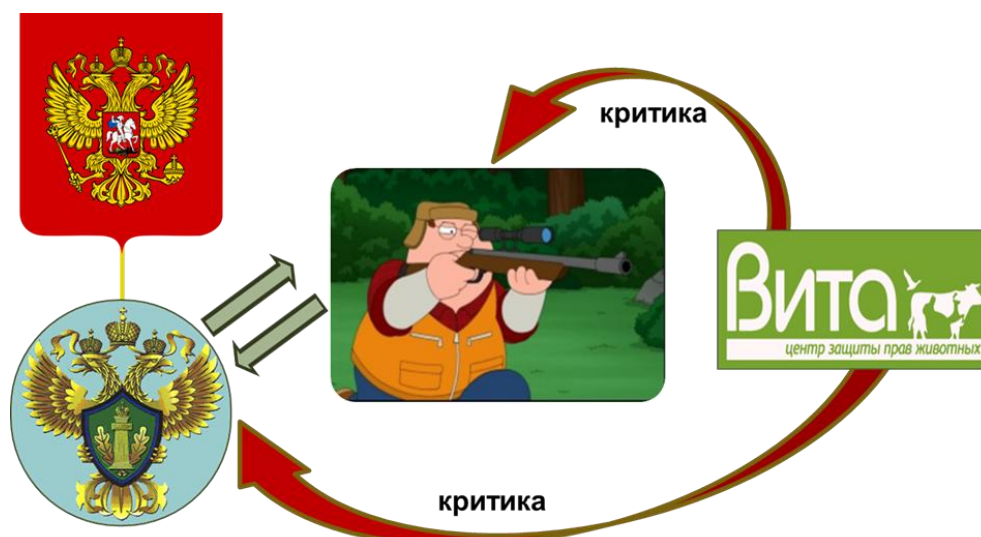 критика
Вита
центр защиты прав животных
критика